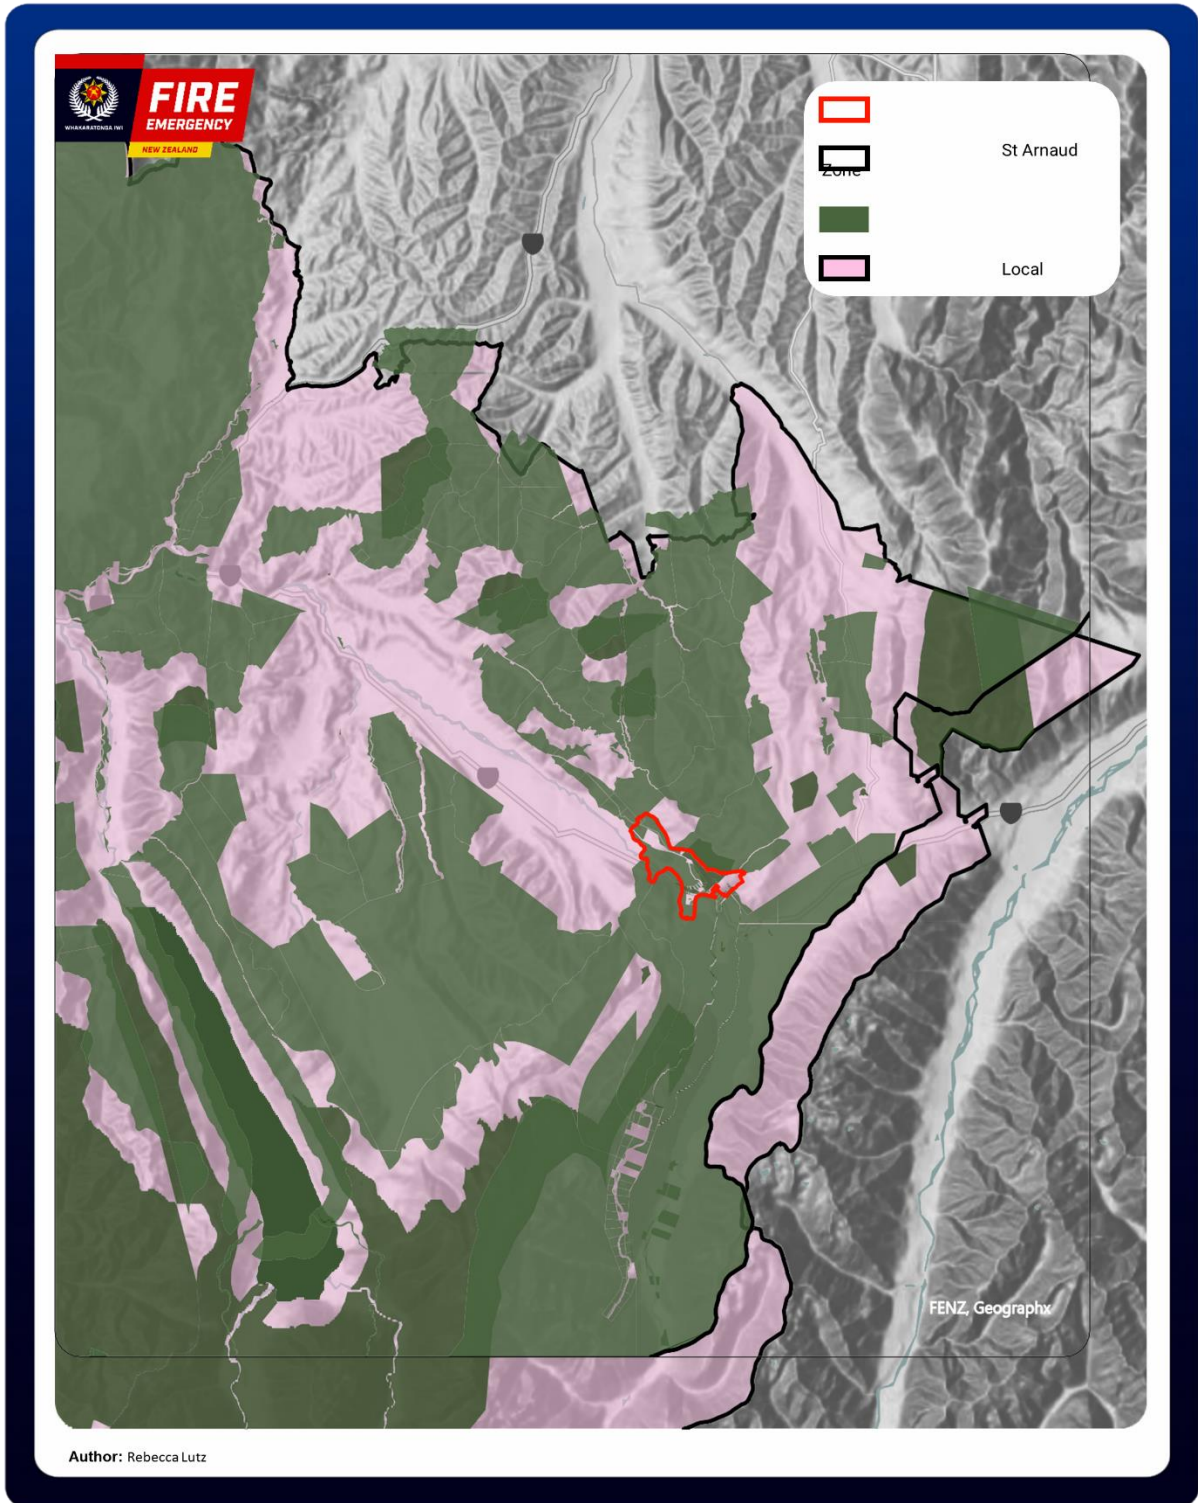 WHAKARATONGA IWI
FIRE
EMERGENCY
NEW ZEALAND
St Arnaud
Zone
Local
FENZ, Geographx
Author: Rebecca Lutz